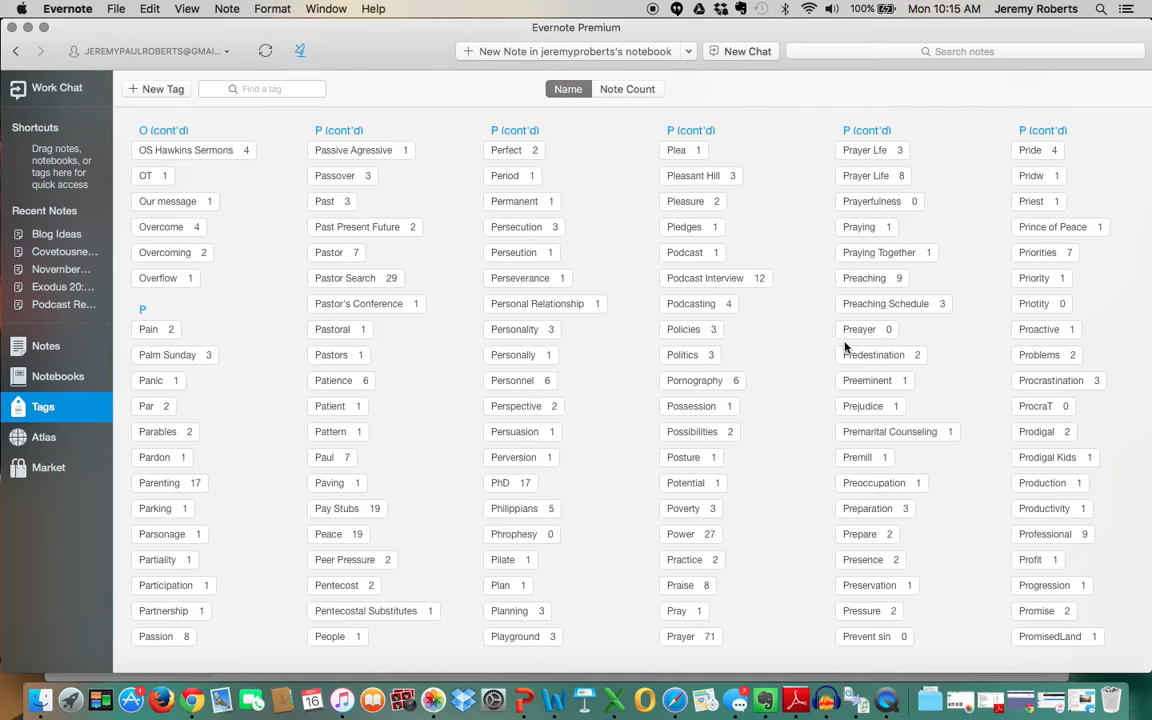 Evernote File Edit View Note Format Window Help 100% Mon 10:15 AM Jeremy Roberts
Evernote Premium
JEREMYPAULROBERTS@GMAI... New Note in jeremyproberts's notebook New Chat Search notes
Work Chat
Shortcuts
Drag notes,
notebooks, or
tags here for
quick access
Recent Notes
Blog Ideas
Covetousne...
November...
Exodus 20:...
Podcast Re...
Notes
Notebooks
Tags
Atlas
Market
+ New Tag Find a tag Name Note Count
O (cont'd)
OS Hawkins Sermons 4
OT 1
Our message 1
Overcome 4
Overcoming 2
Overflow 1
P
Pain 2
Palm Sunday 3
Panic 1
Par 2
Parables 2
Pardon 1
Parenting 17
Parking 1
Parsonage 1
Partiality 1
Participation 1
Partnership 1
Passion 8
P (cont'd)
Passive Agressive 1
Passover 3
Past 3
Past Present Future 2
Pastor 7
Pastor Search 29
Pastor's Conference 1
Pastoral 1
Pastors 1
Patience 6
Patient 1
Pattern 1
Paul 7
Paving 1
Pay Stubs 19
Peace 19
Peer Pressure 2
Pentecost 2
Pentecostal Substitutes 1
People 1
P (cont'd)
Perfect 2
Period 1
Permanent 1
Persecution 3
Perseution 1
Perseverance 1
Personal Relationship 1
Personality 3
Personally 1
Personnel 6
Perspective 2
Persuasion 1
Perversion 1
PhD 17
Philippians 5
Phrophesy 0
Pilate 1
Plan 1
Planning 3
Playground 3
P (cont'd)
Plea 1
Pleasant Hill 3
Pleasure 2
Pledges 1
Podcast 1
Podcast Interview 12
Podcasting 4
Policies 3
Politics 3
Pornography 6
Possession 1
Possibilities 2
Posture 1
Potential 1
Poverty 3
Power 27
Practice 2
Praise 8
Pray 1
Prayer 71
P (cont'd)
Prayer Lfe 3
Prayer Life 8
Prayerfulness 0
Praying 1
Praying Together 1
Preaching 9
Preaching Schedule 3
Preayer 0
Predestination 2
Preeminent 1
Prejudice 1
Premarital Counseling 1
Premill 1
Preoccupation 1
Preparation 3
Prepare 2
Presence 2
Preservation 1
Pressure 2
Prevent sin 0
P (cont'd)
Pride 4
Pridw 1
Priest 1
Prince of Peace 1
Priorities 7
Priority 1
Priotity 0
Proactive 1
Problems 2
Procrastination 3
ProcraT 0
Prodigal 2
Prodigal Kids 1
Production 1
Productivity 1
Professional 9
Profit 1
Progression 1
Promise 2
PromisedLand 1